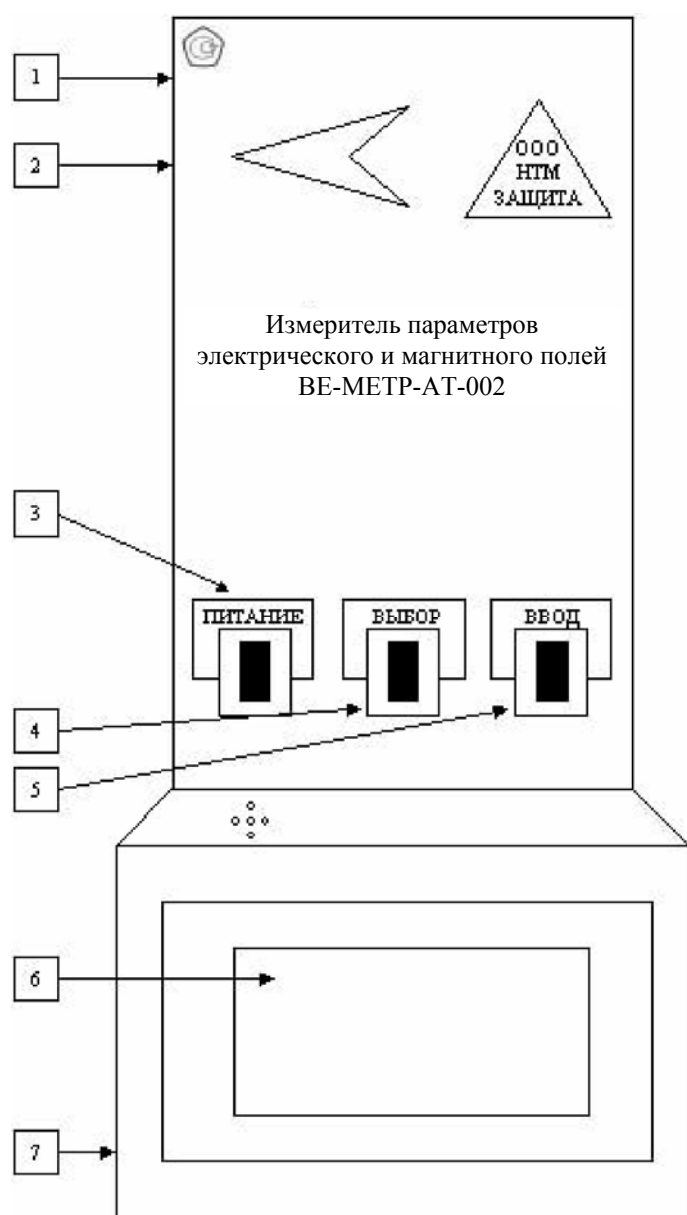 1
2
ООО
НТМ
ЗАЩИТА
Измеритель параметров
электрического и магнитного полей
ВЕ-МЕТР-АТ-002
3
ПИТАНИЕ ВЫБОР ВВОД
4
5
6
7